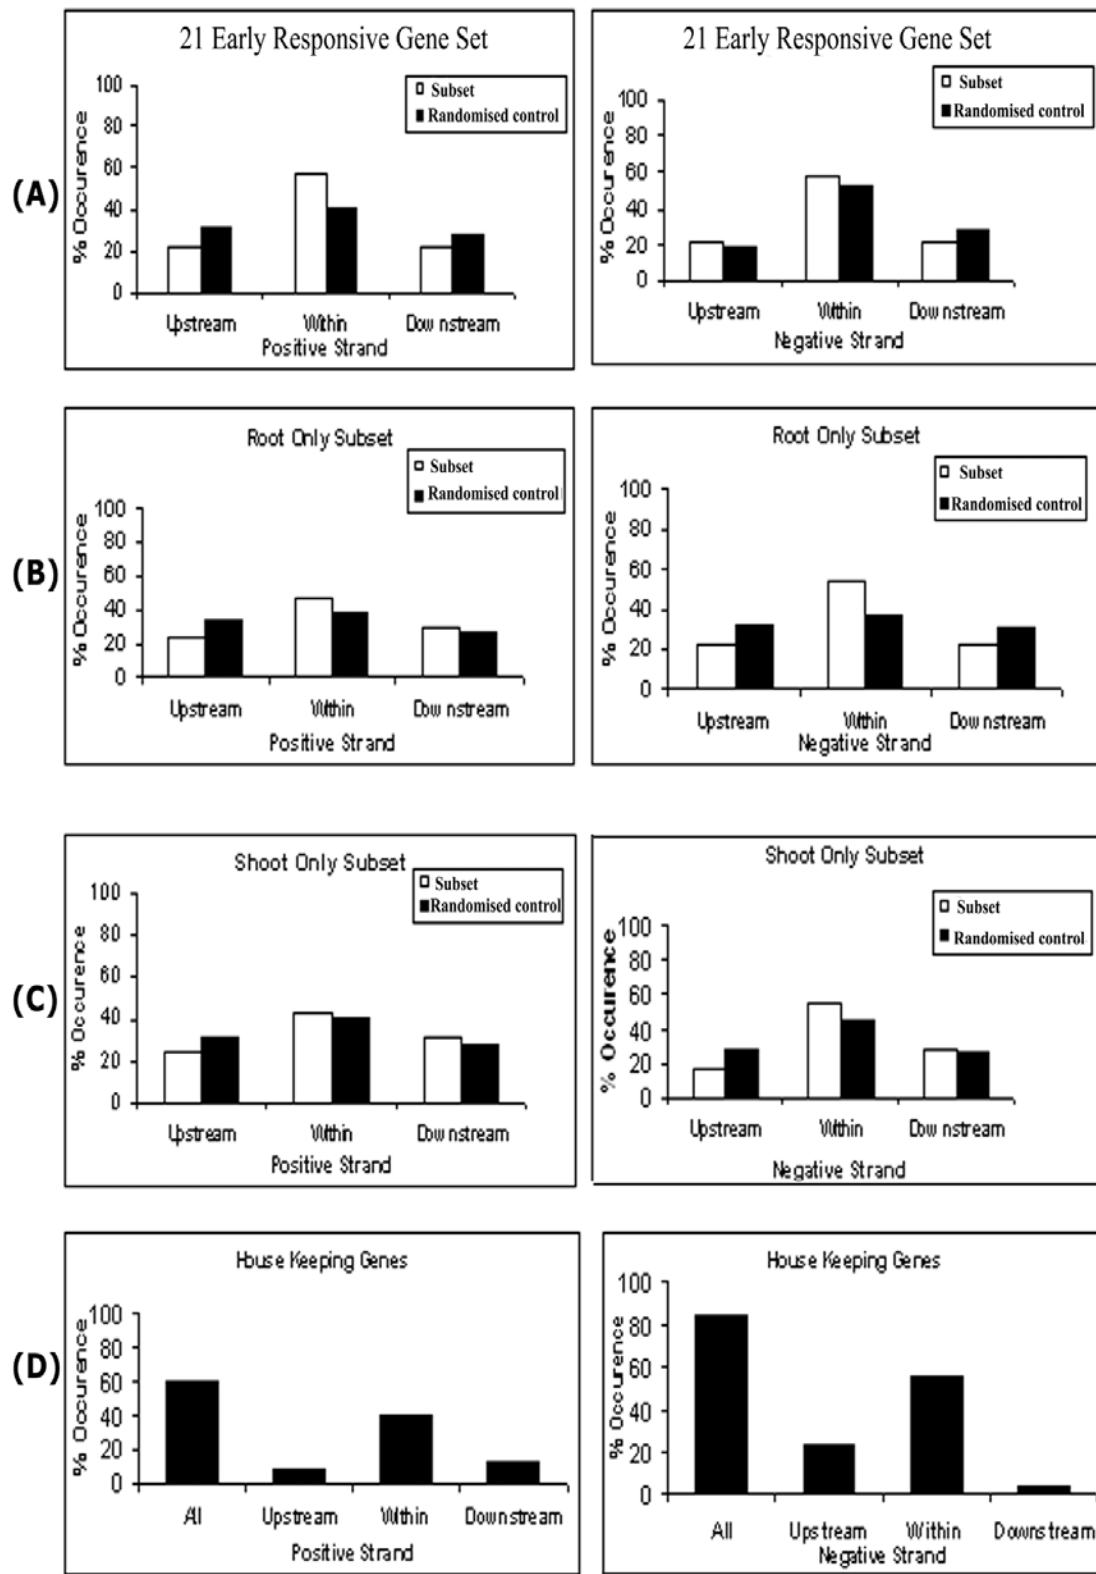 (A)
21 Early Responsive Gene Set
Subset
Randomised control
% Occurence
100
80
60
40
20
0
Upstream Within Downstream
Positive Strand
21 Early Responsive Gene Set
Subset
Randomised control
% Occurence
100
80
60
40
20
0
Upstream Within Downstream
Negative Strand
(B)
Root Only Subset
Subset
Randomised control
% Occurence
100
80
60
40
20
0
Upstream Within Downstream
Positive Strand
Root Only Subset
Subset
Randomised control
% Occurence
100
80
60
40
20
0
Upstream Within Downstream
Negative Strand
(C)
Shoot Only Subset
Subset
Randomised control
% Occurence
100
80
60
40
20
0
Upstream Within Downstream
Positive Strand
Shoot Only Subset
Subset
Randomised control
% Occurence
100
80
60
40
20
0
Upstream Within Downstream
Negative Strand
(D)
House Keeping Genes
% Occurence
100
80
60
40
20
0
All Upstream Within Downstream
Positive Strand
House Keeping Genes
% Occurence
100
80
60
40
20
0
All Upstream Within Downstream
Negative Strand